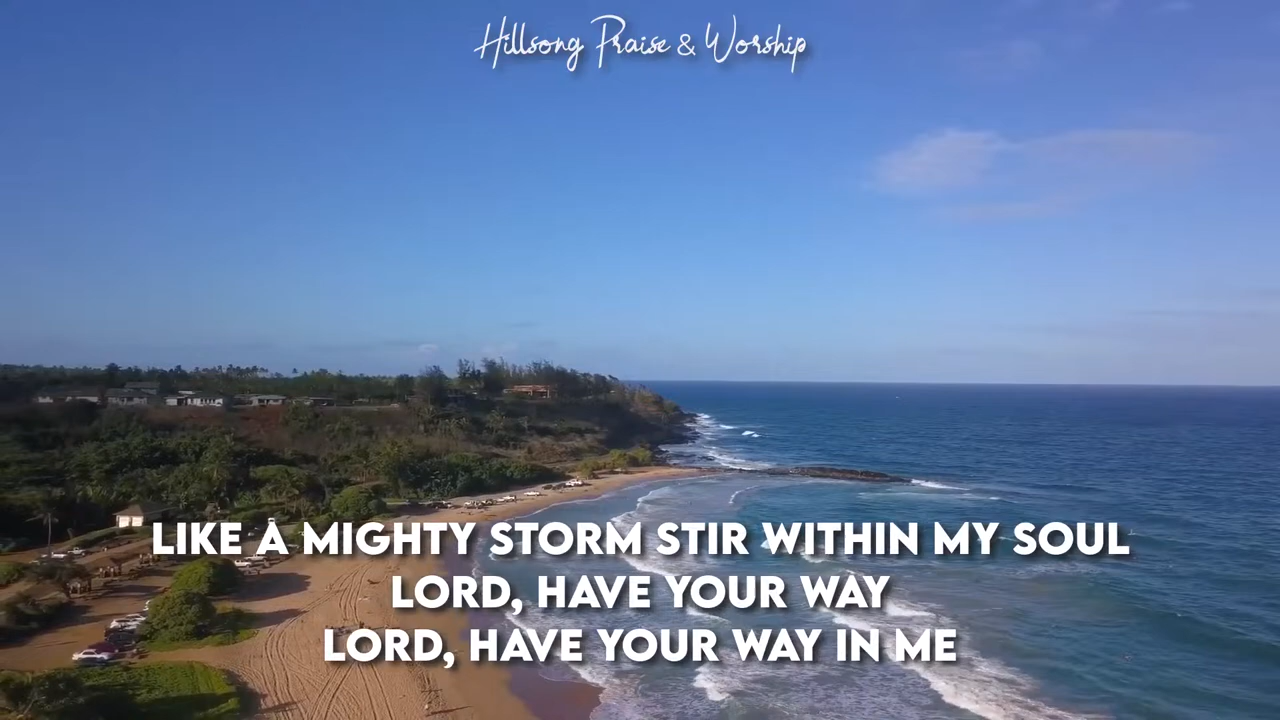 Hillsong Praise & Worship
LIKE A MIGHTY STORM STIR WITHIN MY SOUL
LORD, HAVE YOUR WAY
LORD, HAVE YOUR WAY IN ME